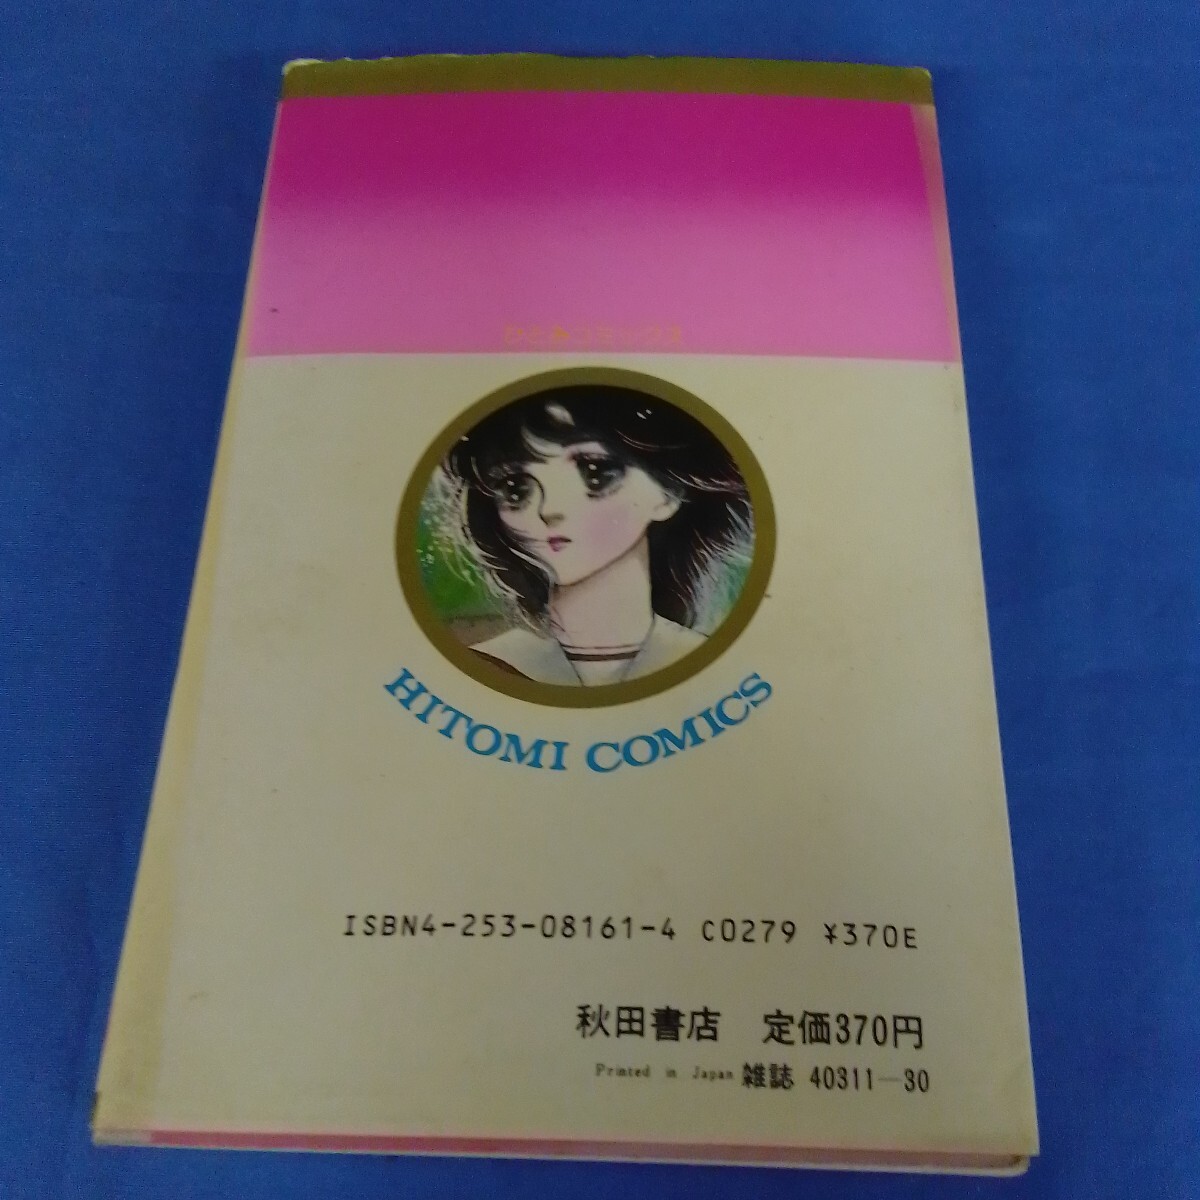 ひとみコミックス
HITOMI COMICS
ISBN4-253-08161-4 C0279 ¥370E
秋田書店 定価370円
Printed in Japan 雑誌 40311-30